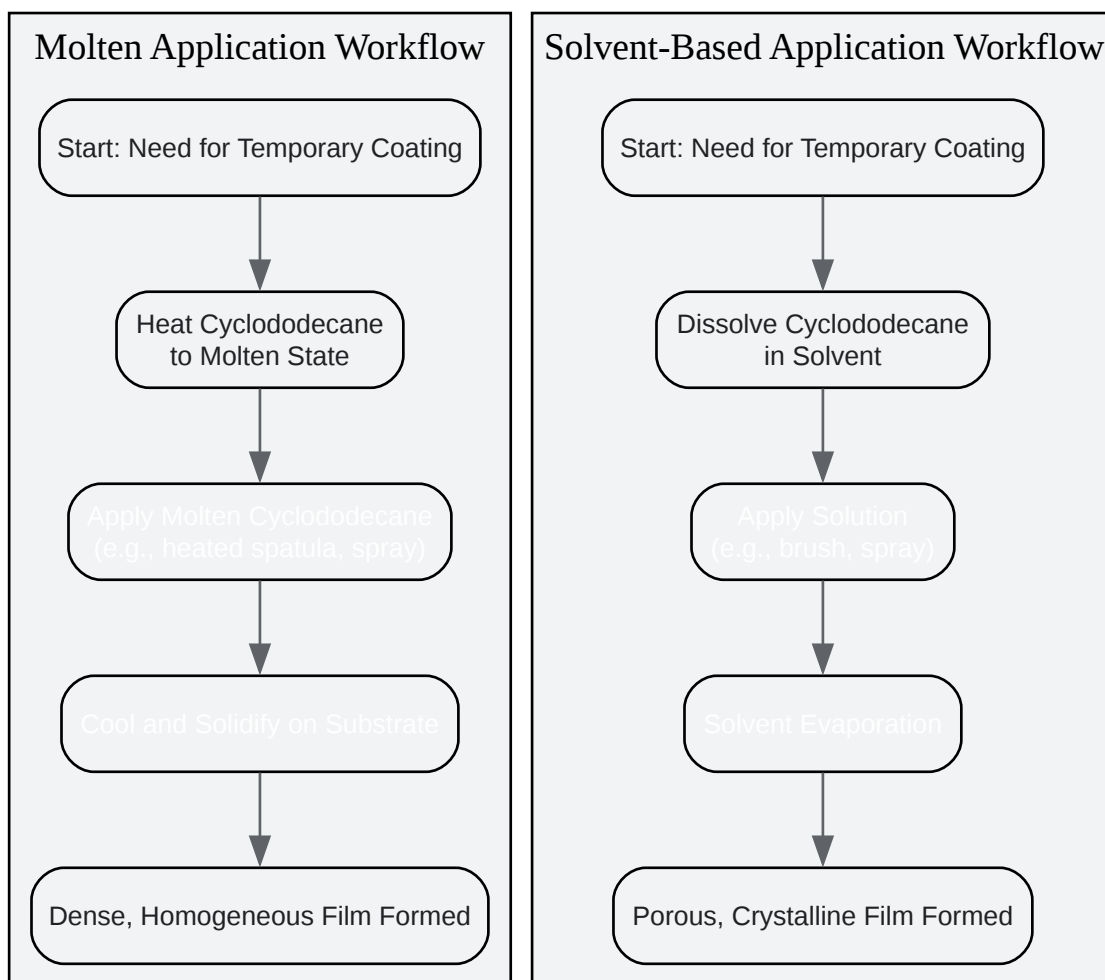 Molten Application Workflow
Start: Need for Temporary Coating
Heat Cyclododecane
to Molten State
Apply Molten Cyclododecane
(e.g., heated spatula, spray)
Cool and Solidify on Substrate
Dense, Homogeneous Film Formed
Solvent-Based Application Workflow
Start: Need for Temporary Coating
Dissolve Cyclododecane
in Solvent
Apply Solution
(e.g., brush, spray)
Solvent Evaporation
Porous, Crystalline Film Formed